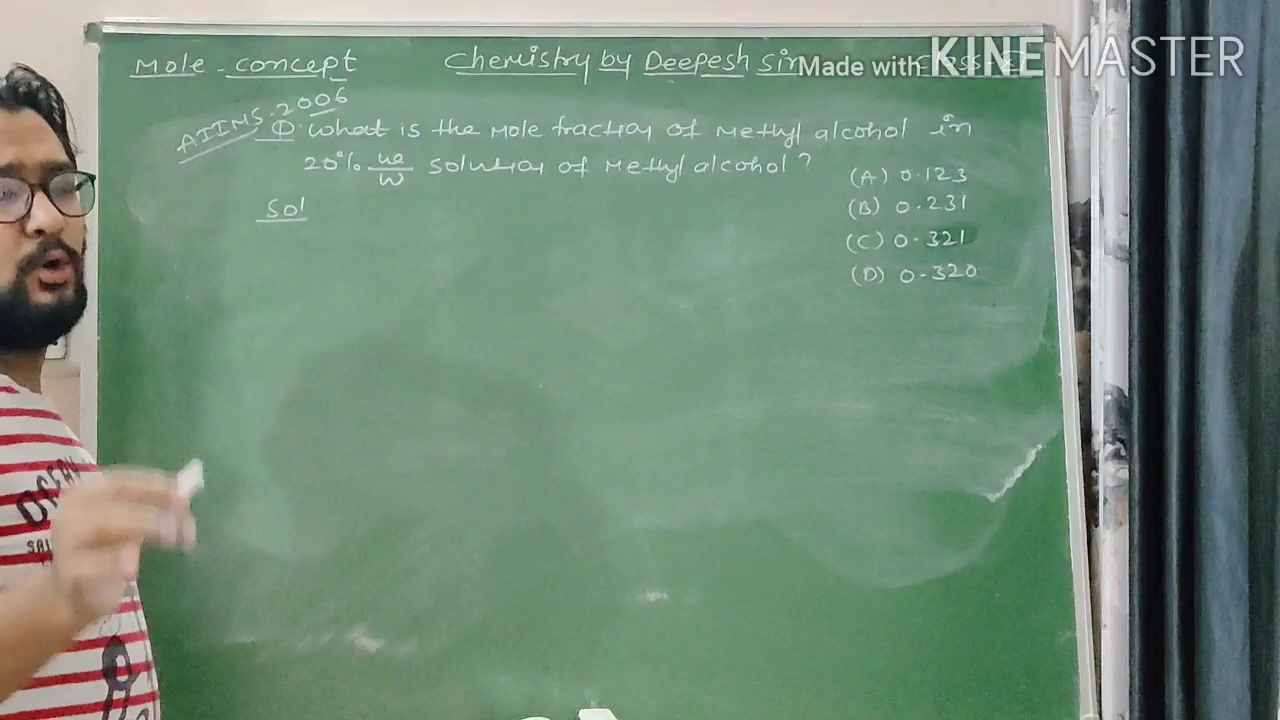 Mole - concept
Chemistry by Deepesh Sir
Made with KINEMASTER
AIIMS-2006
Q. What is the mole fraction of Methyl alcohol in
20% w/w solution of Methyl alcohol?
(A) 0.123
(B) 0.231
(C) 0.321
(D) 0.320
Sol
OCEAN